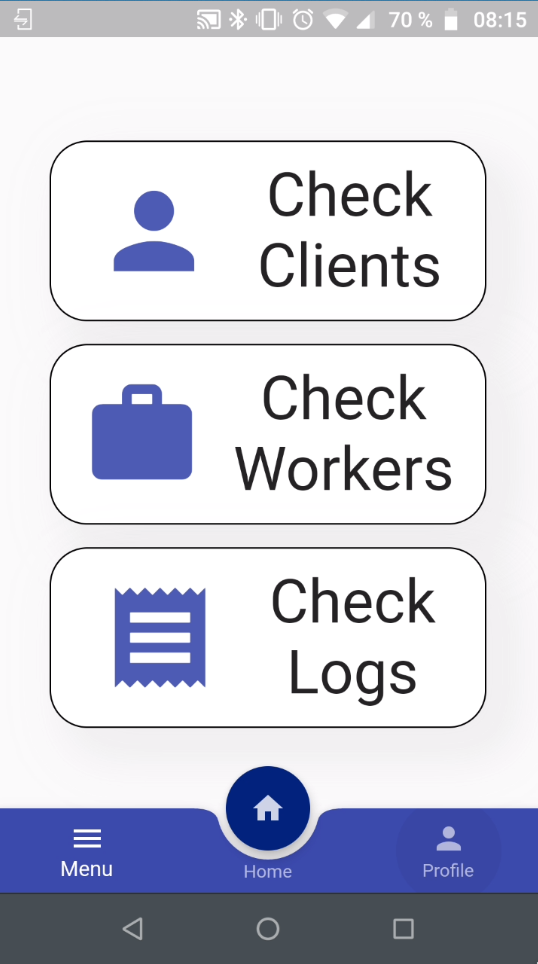 70 % 08:15
Check
Clients
Check
Workers
Check
Logs
Menu
Home
Profile